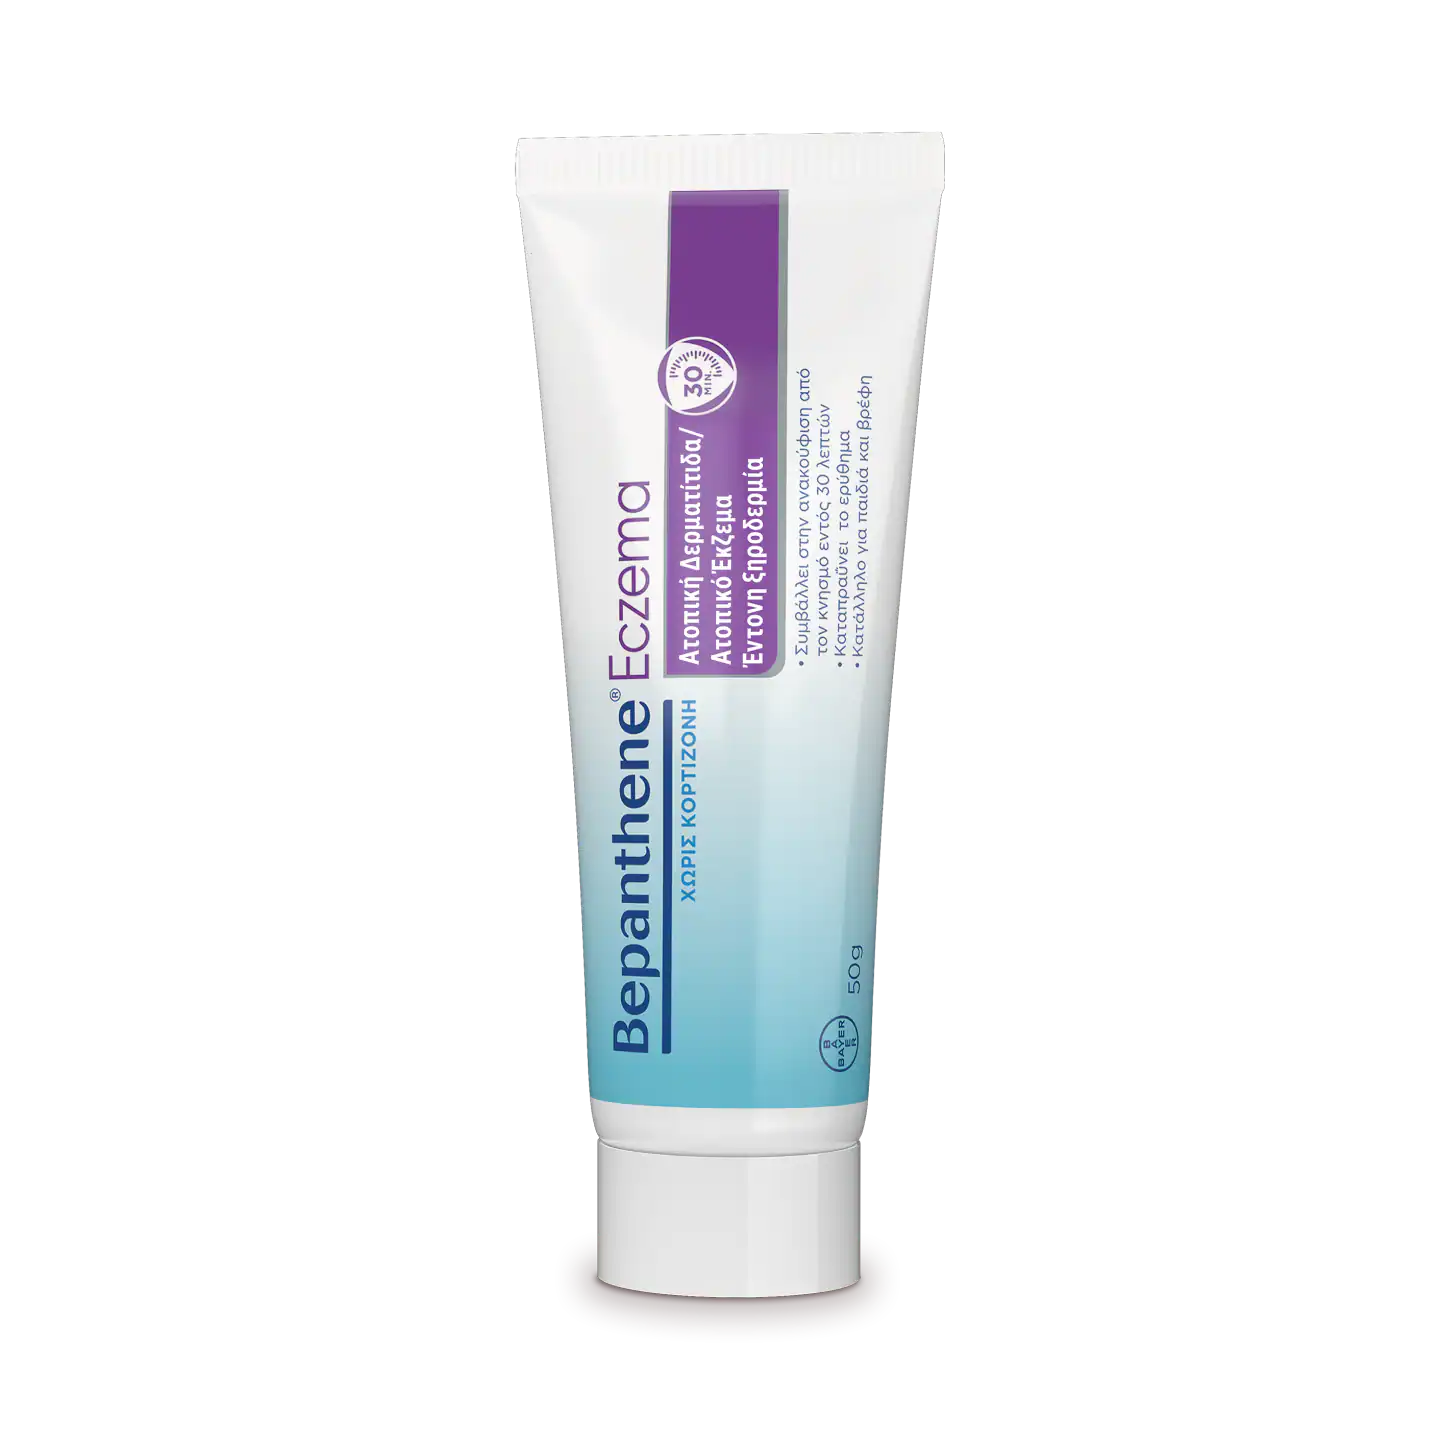 Bepanthene® Eczema
ΧΩΡΙΣ ΚΟΡΤΙΖΟΝΗ
30
MIN.
Ατοπική Δερματίτιδα/
Ατοπικό Έκζεμα
Έντονη ξηροδερμία
• Συμβάλλει στην ανακούφιση από
τον κνησμό εντός 30 λεπτών
• Καταπραΰνει το ερύθημα
• Κατάλληλο για παιδιά και βρέφη
BAYER
BAYER
50g